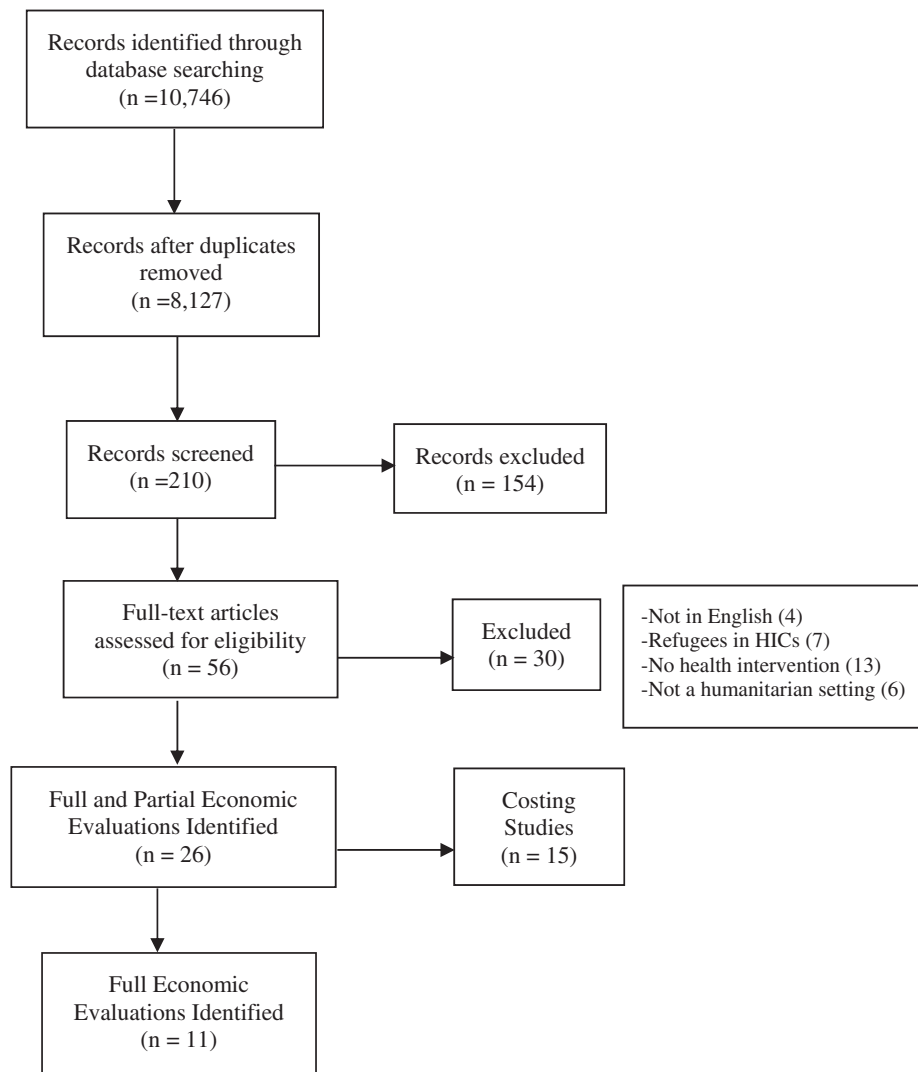 Records identified through
database searching
(n =10,746)
Records after duplicates
removed
(n =8,127)
Records screened
(n =210)
Records excluded
(n = 154)
Full-text articles
assessed for eligibility
(n = 56)
Excluded
(n = 30)
-Not in English (4)
-Refugees in HICs (7)
-No health intervention (13)
-Not a humanitarian setting (6)
Full and Partial Economic
Evaluations Identified
(n = 26)
Costing
Studies
(n = 15)
Full Economic
Evaluations Identified
(n = 11)